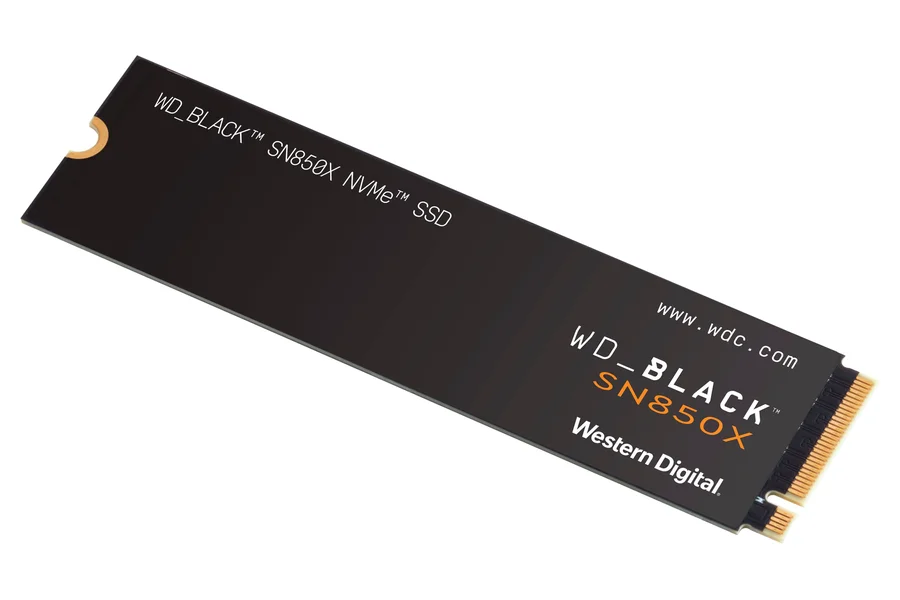 WD_BLACK™ SN850X NVMe™ SSD
www.wdc.com
WD_BLACK™
SN850X
Western Digital®